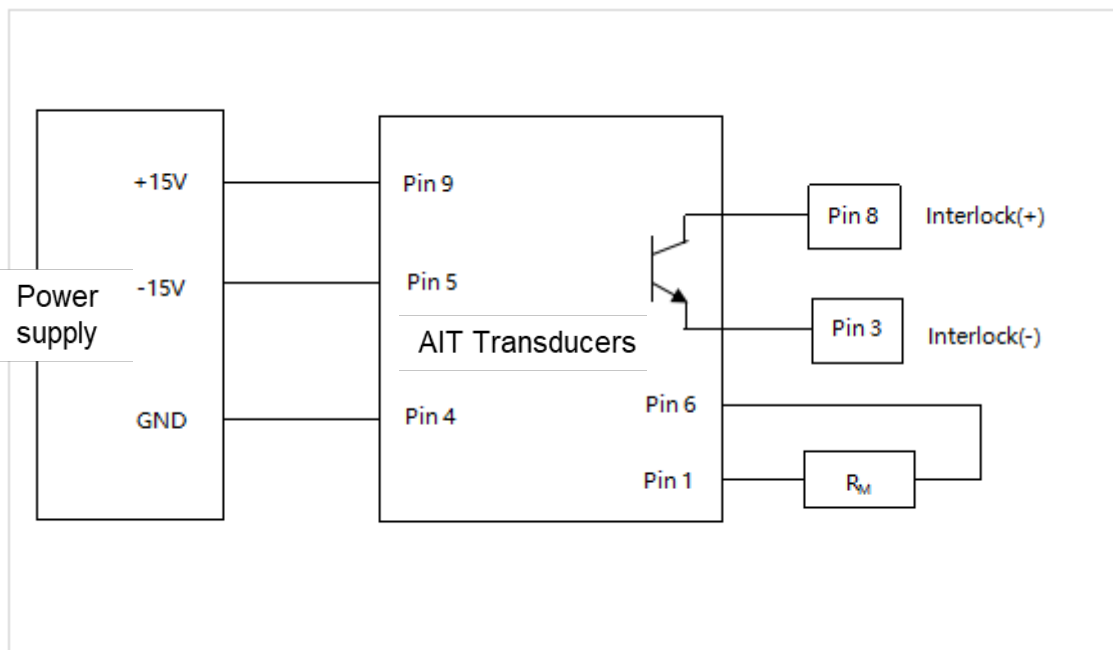 +15V
-15V
Power
supply
GND
Pin 9
Pin 5
AIT Transducers
Pin 4
Pin 6
Pin 1
Pin 8
Interlock(+)
Pin 3
Interlock(-)
RM